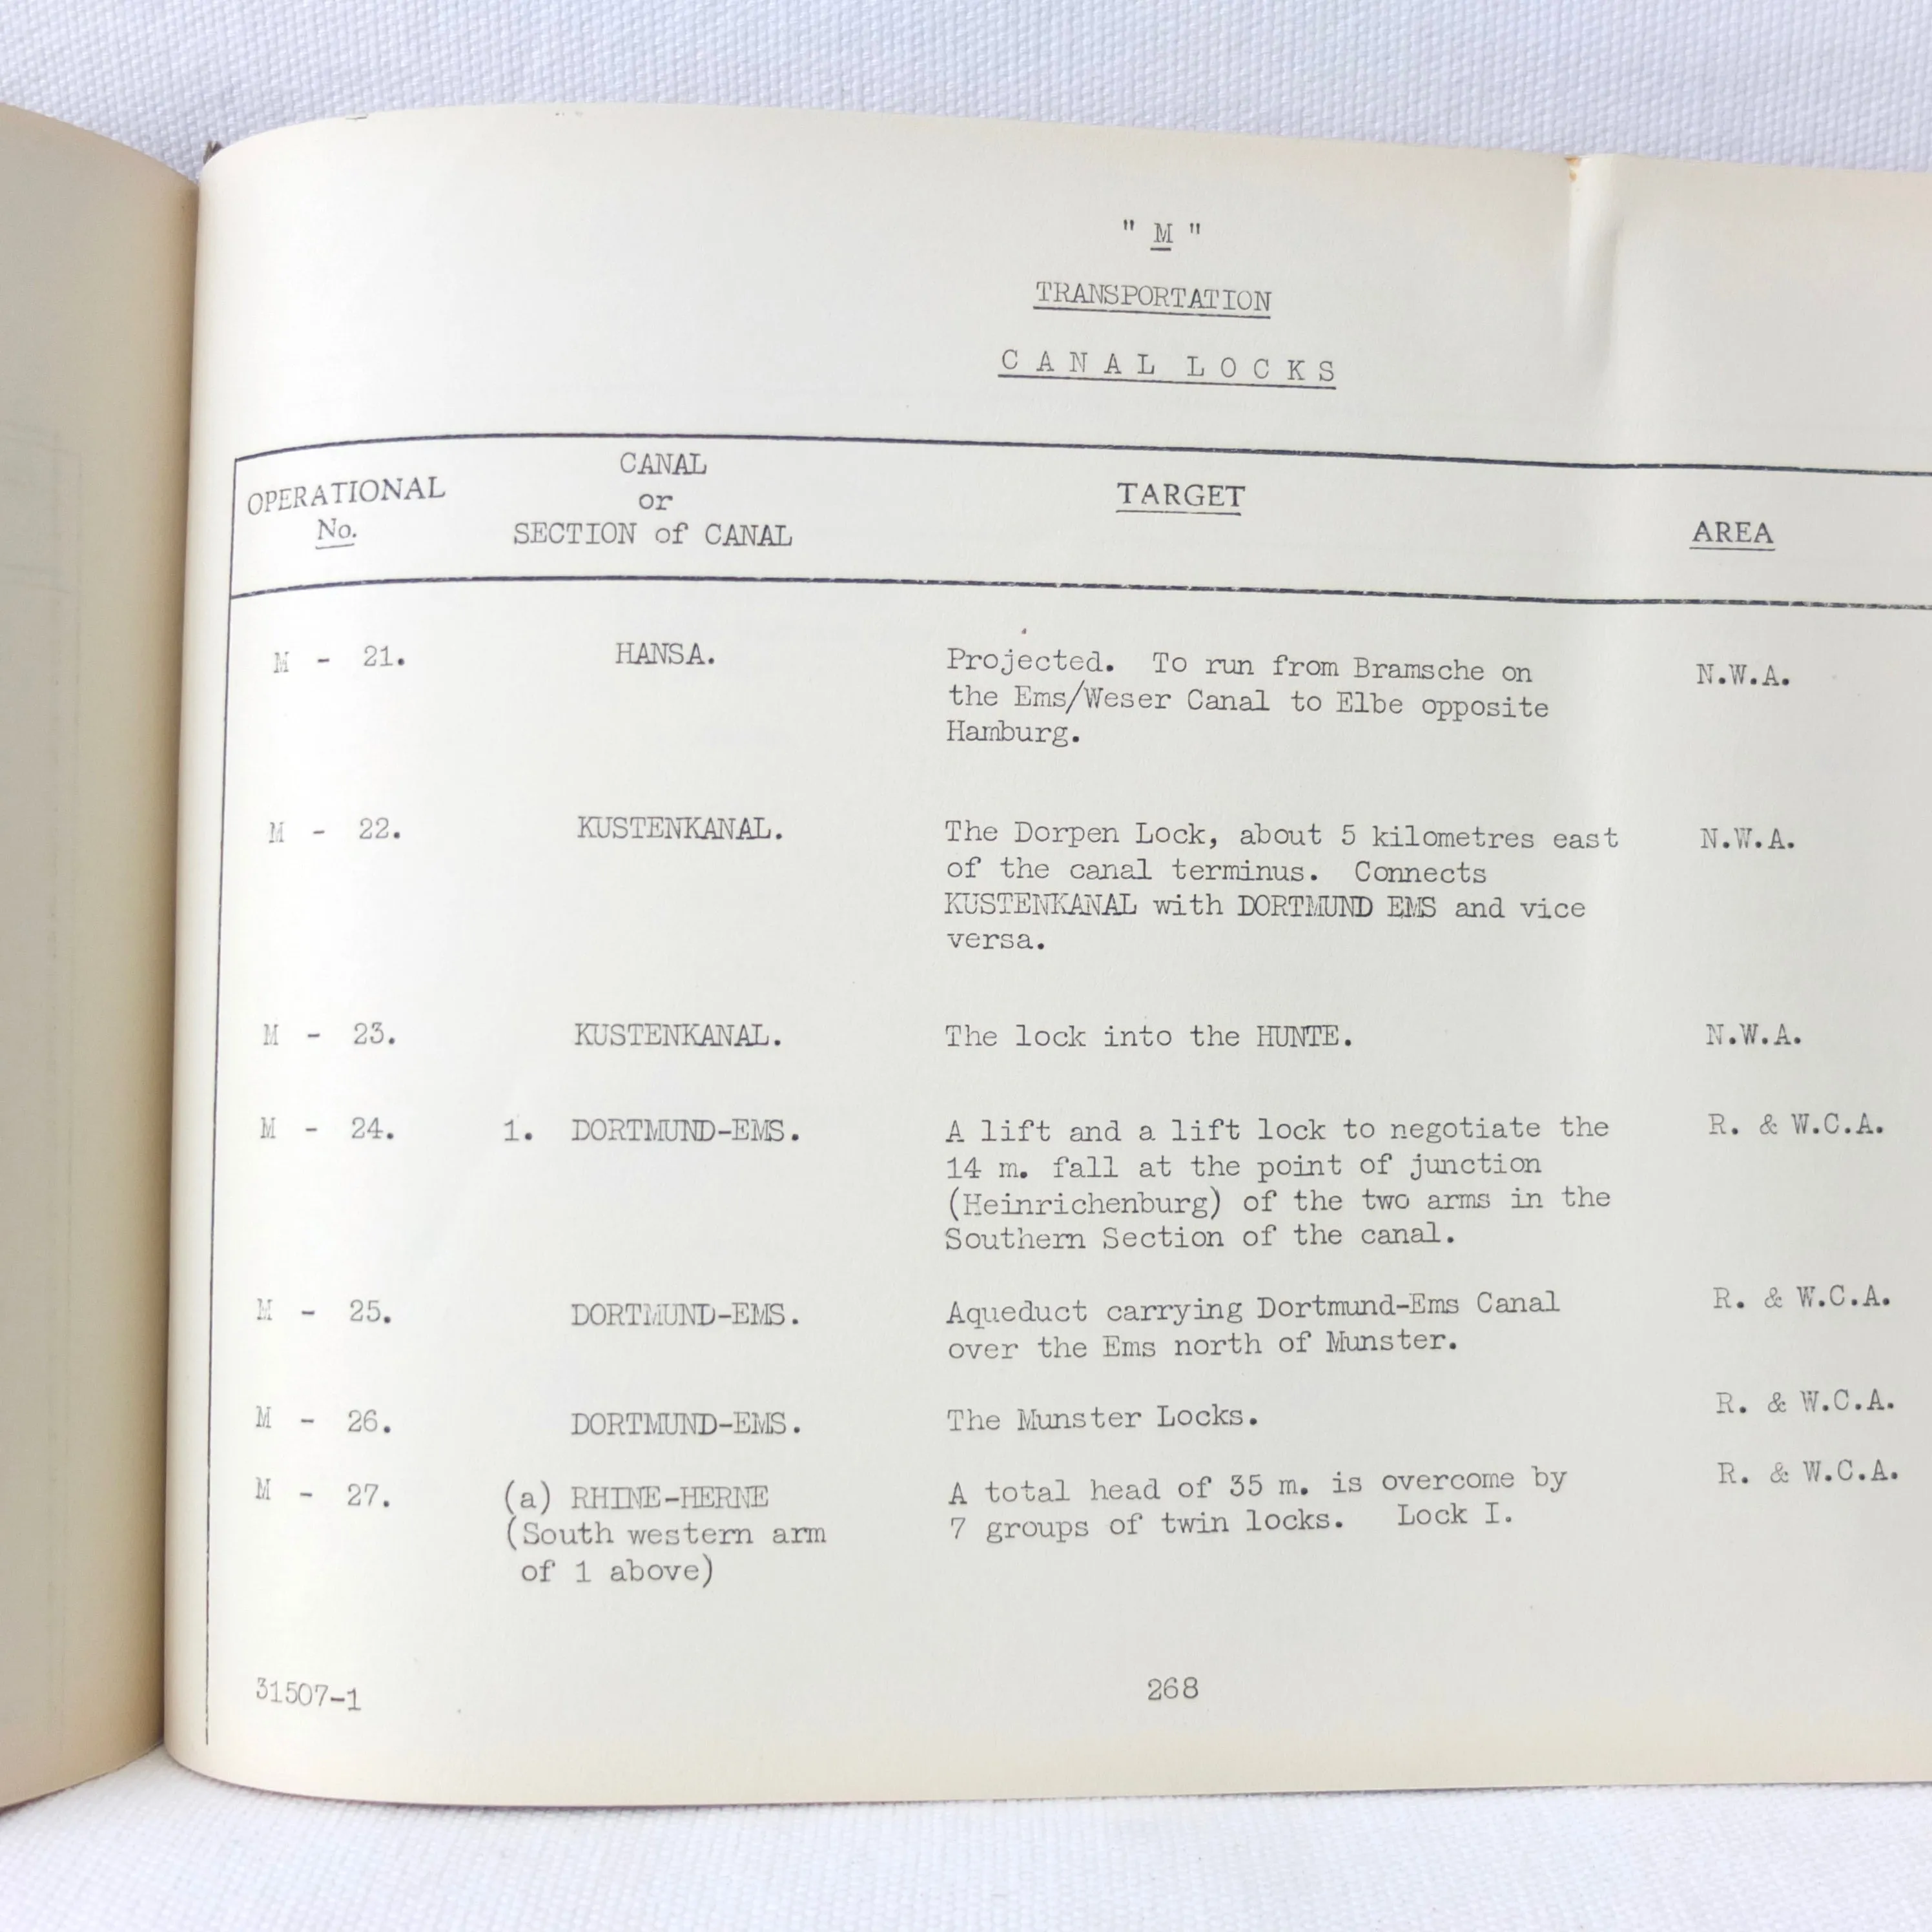 " M "
TRANSPORTATION
CANAL LOCKS
OPERATIONAL No.
CANAL or SECTION of CANAL
TARGET
AREA
M - 21. HANSA. Projected. To run from Bramsche on N.W.A.
the Ems/Weser Canal to Elbe opposite
Hamburg.
M - 22. KUSTENKANAL. The Dorpen Lock, about 5 kilometres east N.W.A.
of the canal terminus. Connects
KUSTENKANAL with DORTMUND EMS and vice
versa.
M - 23. KUSTENKANAL. The lock into the HUNTE. N.W.A.
M - 24. 1. DORTMUND-EMS. A lift and a lift lock to negotiate the R. & W.C.A.
14 m. fall at the point of junction
(Heinrichenburg) of the two arms in the
Southern Section of the canal.
M - 25. DORTMUND-EMS. Aqueduct carrying Dortmund-Ems Canal R. & W.C.A.
over the Ems north of Munster.
M - 26. DORTMUND-EMS. The Munster Locks. R. & W.C.A.
M - 27. (a) RHINE-HERNE A total head of 35 m. is overcome by R. & W.C.A.
(South western arm 7 groups of twin locks. Lock I.
of 1 above)
31507-1 268